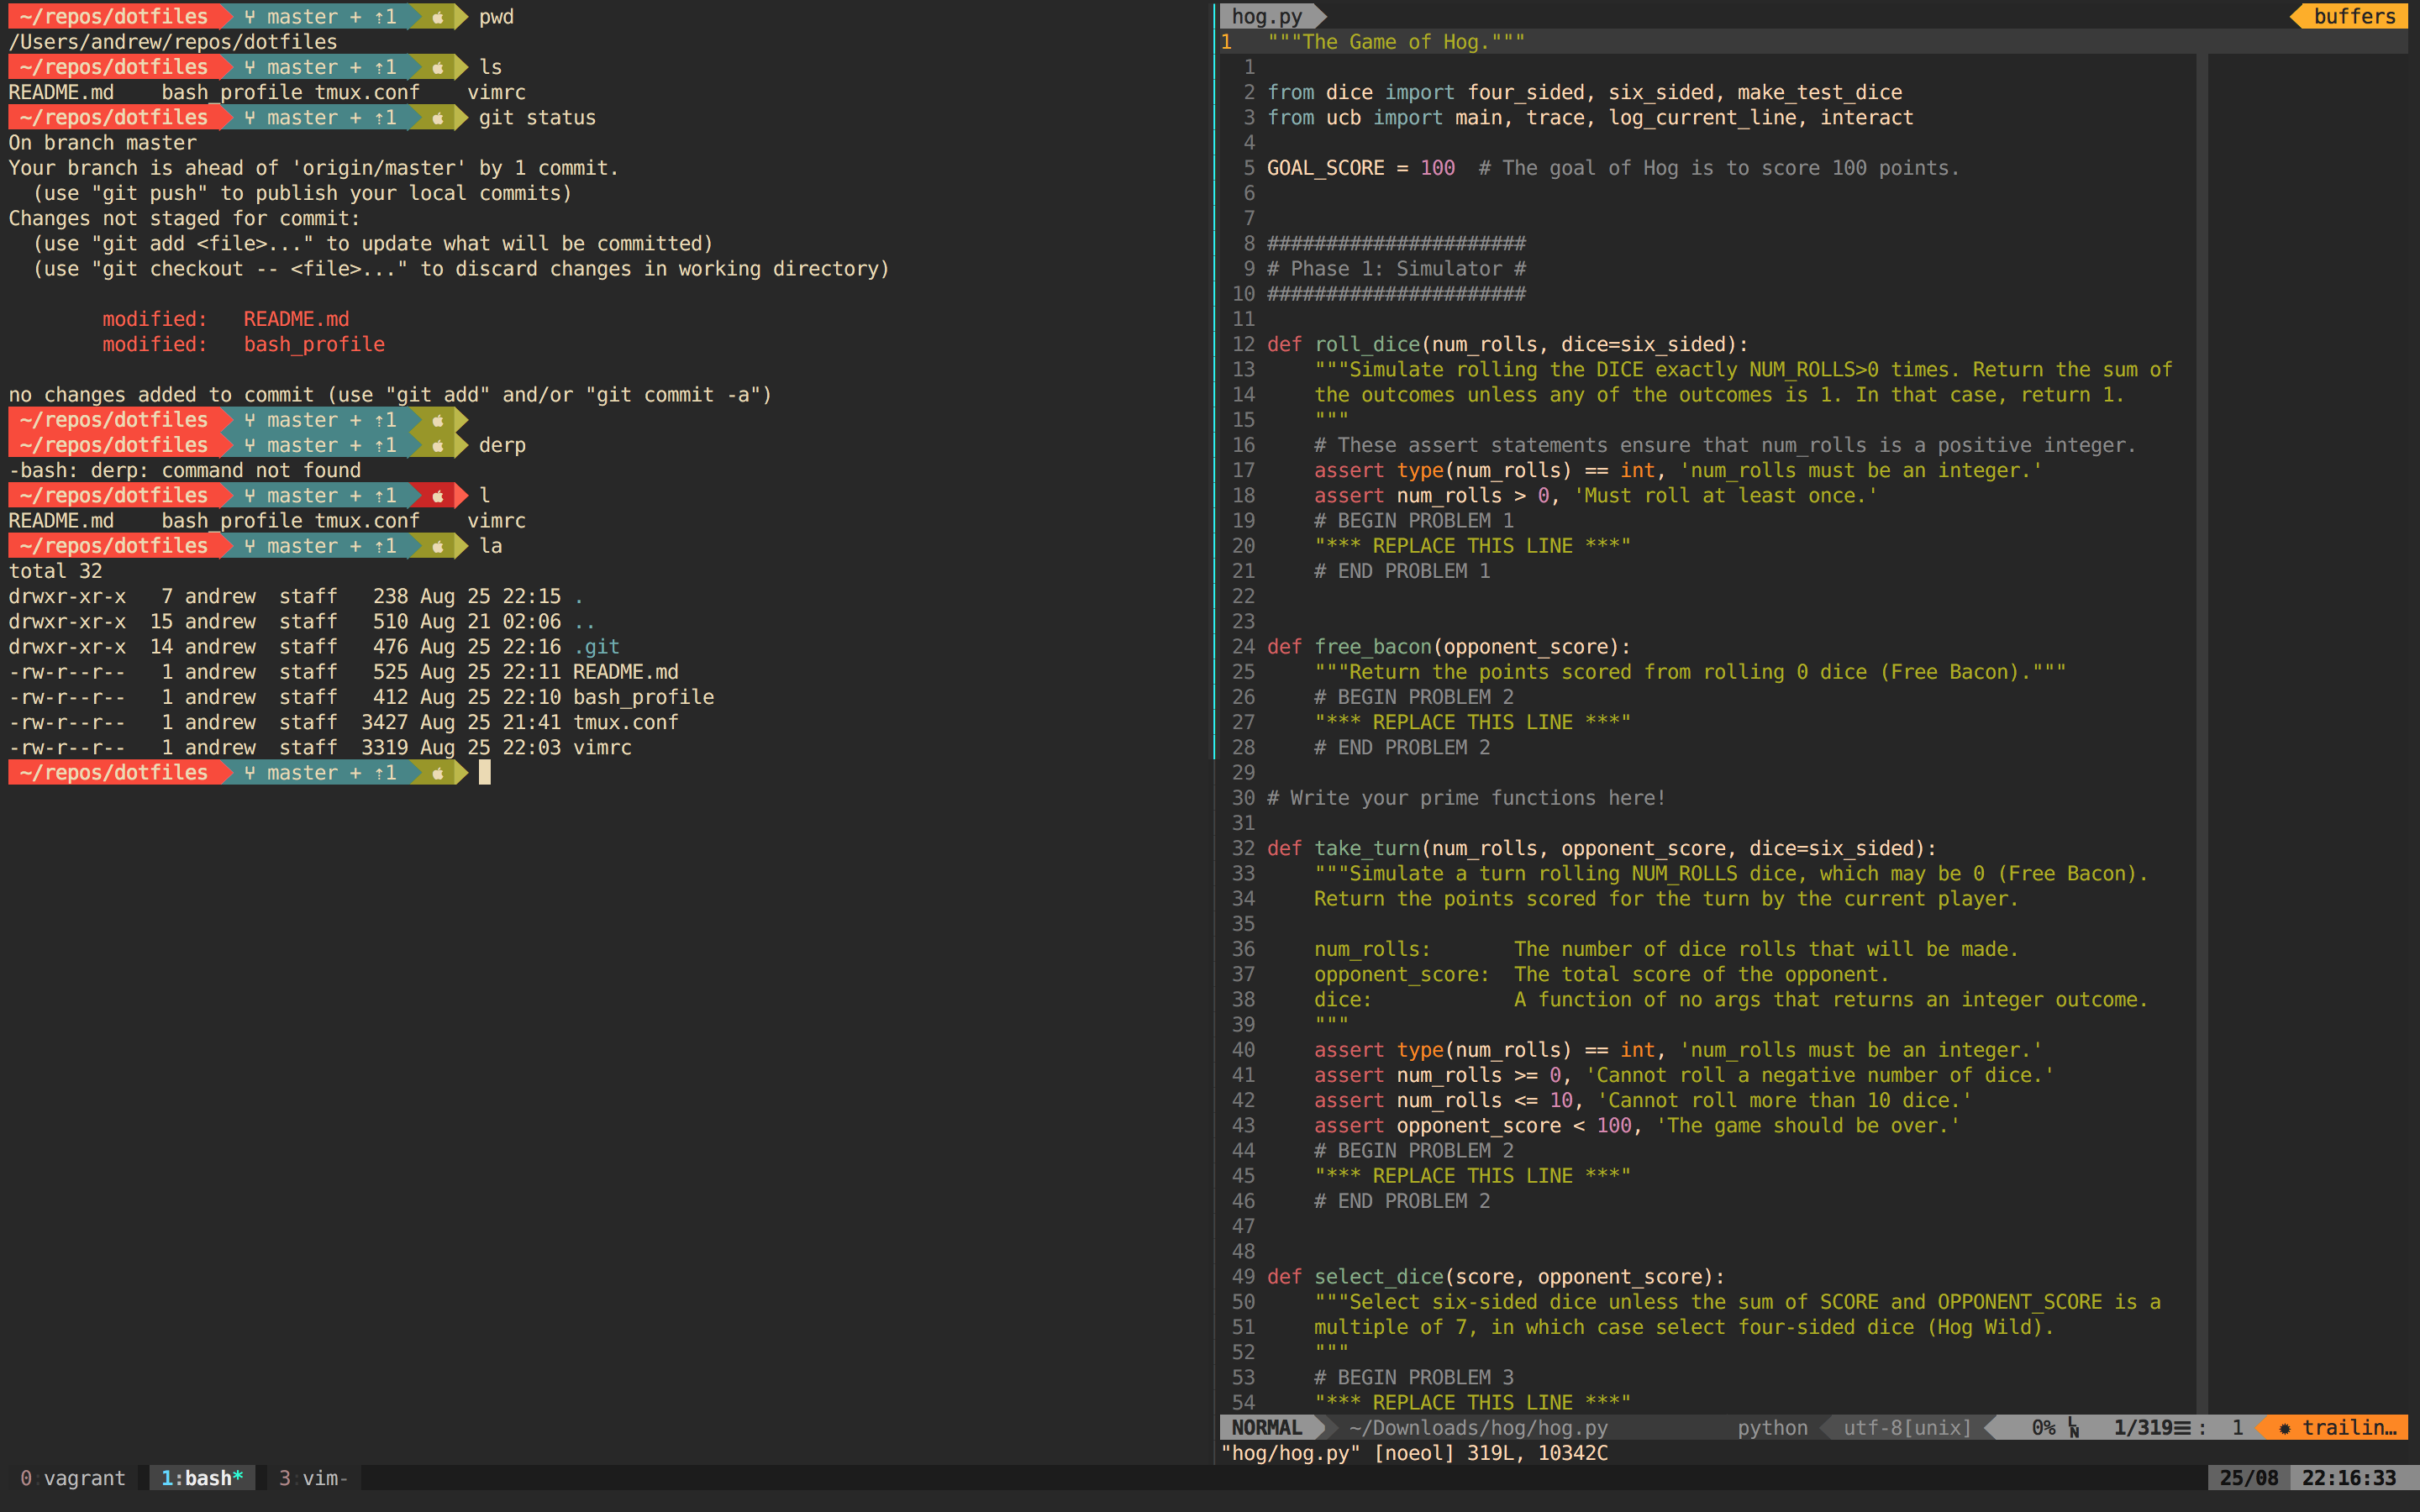 ~/repos/dotfiles master + ⇡1 pwd
/Users/andrew/repos/dotfiles
~/repos/dotfiles master + ⇡1 ls
README.md    bash_profile tmux.conf    vimrc
~/repos/dotfiles master + ⇡1 git status
On branch master
Your branch is ahead of 'origin/master' by 1 commit.
  (use "git push" to publish your local commits)
Changes not staged for commit:
  (use "git add <file>..." to update what will be committed)
  (use "git checkout -- <file>..." to discard changes in working directory)
        modified:   README.md
        modified:   bash_profile
no changes added to commit (use "git add" and/or "git commit -a")
~/repos/dotfiles master + ⇡1
~/repos/dotfiles master + ⇡1 derp
-bash: derp: command not found
~/repos/dotfiles master + ⇡1 l
README.md    bash_profile tmux.conf    vimrc
~/repos/dotfiles master + ⇡1 la
total 32
drwxr-xr-x   7 andrew  staff   238 Aug 25 22:15 .
drwxr-xr-x  15 andrew  staff   510 Aug 21 02:06 ..
drwxr-xr-x  14 andrew  staff   476 Aug 25 22:16 .git
-rw-r--r--   1 andrew  staff   525 Aug 25 22:11 README.md
-rw-r--r--   1 andrew  staff   412 Aug 25 22:10 bash_profile
-rw-r--r--   1 andrew  staff  3427 Aug 25 21:41 tmux.conf
-rw-r--r--   1 andrew  staff  3319 Aug 25 22:03 vimrc
~/repos/dotfiles master + ⇡1
hog.py buffers
1   """The Game of Hog."""
1
2 from dice import four_sided, six_sided, make_test_dice
3 from ucb import main, trace, log_current_line, interact
4
5 GOAL_SCORE = 100  # The goal of Hog is to score 100 points.
6
7
8 ######################
9 # Phase 1: Simulator #
10 ######################
11
12 def roll_dice(num_rolls, dice=six_sided):
13     """Simulate rolling the DICE exactly NUM_ROLLS>0 times. Return the sum of
14     the outcomes unless any of the outcomes is 1. In that case, return 1.
15     """
16     # These assert statements ensure that num_rolls is a positive integer.
17     assert type(num_rolls) == int, 'num_rolls must be an integer.'
18     assert num_rolls > 0, 'Must roll at least once.'
19     # BEGIN PROBLEM 1
20     "*** REPLACE THIS LINE ***"
21     # END PROBLEM 1
22
23
24 def free_bacon(opponent_score):
25     """Return the points scored from rolling 0 dice (Free Bacon)."""
26     # BEGIN PROBLEM 2
27     "*** REPLACE THIS LINE ***"
28     # END PROBLEM 2
29
30 # Write your prime functions here!
31
32 def take_turn(num_rolls, opponent_score, dice=six_sided):
33     """Simulate a turn rolling NUM_ROLLS dice, which may be 0 (Free Bacon).
34     Return the points scored for the turn by the current player.
35
36     num_rolls:       The number of dice rolls that will be made.
37     opponent_score:  The total score of the opponent.
38     dice:            A function of no args that returns an integer outcome.
39     """
40     assert type(num_rolls) == int, 'num_rolls must be an integer.'
41     assert num_rolls >= 0, 'Cannot roll a negative number of dice.'
42     assert num_rolls <= 10, 'Cannot roll more than 10 dice.'
43     assert opponent_score < 100, 'The game should be over.'
44     # BEGIN PROBLEM 2
45     "*** REPLACE THIS LINE ***"
46     # END PROBLEM 2
47
48
49 def select_dice(score, opponent_score):
50     """Select six-sided dice unless the sum of SCORE and OPPONENT_SCORE is a
51     multiple of 7, in which case select four-sided dice (Hog Wild).
52     """
53     # BEGIN PROBLEM 3
54     "*** REPLACE THIS LINE ***"
NORMAL ~/Downloads/hog/hog.py python utf-8[unix] 0% LN 1/319☰ : 1 ✹ trailin…
"hog/hog.py" [noeol] 319L, 10342C
0:vagrant 1:bash* 3:vim- 25/08 22:16:33